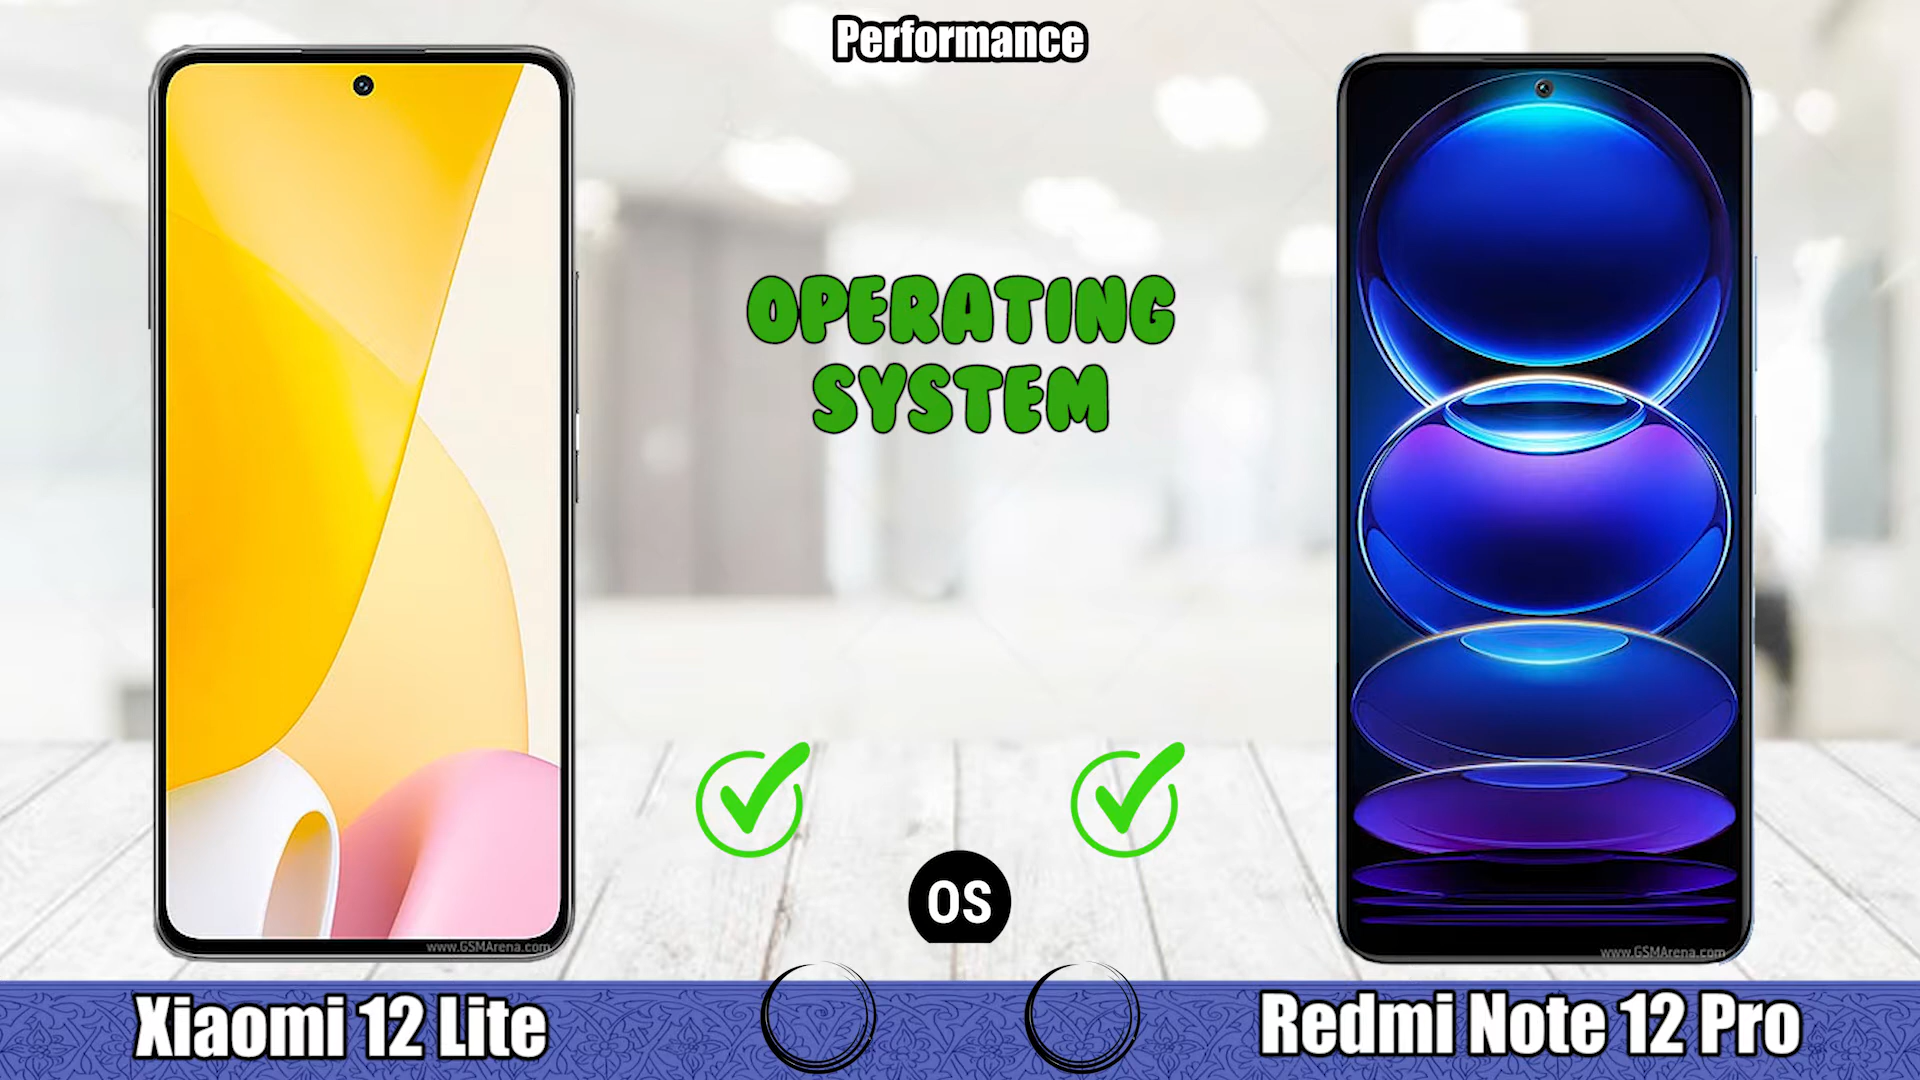 Performance
OPERATING
SYSTEM
OS
www.GSMArena.com
www.GSMArena.com
Xiaomi 12 Lite
Redmi Note 12 Pro